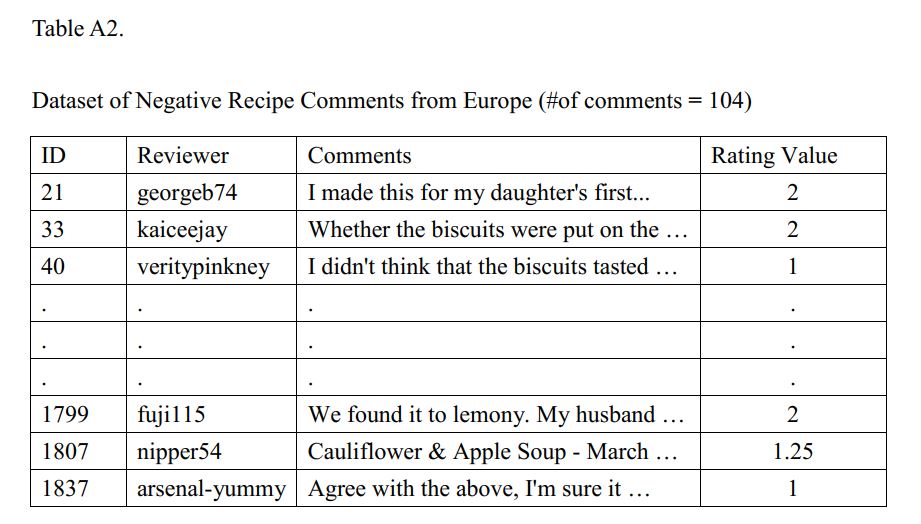 Table A2.
Dataset of Negative Recipe Comments from Europe (#of comments = 104)
ID Reviewer Comments Rating Value
21 georgeb74 I made this for my daughter's first... 2
33 kaiceejay Whether the biscuits were put on the … 2
40 veritypinkney I didn't think that the biscuits tasted … 1
. . . .
. . . .
. . . .
1799 fuji115 We found it to lemony. My husband … 2
1807 nipper54 Cauliflower & Apple Soup - March … 1.25
1837 arsenal-yummy Agree with the above, I'm sure it … 1